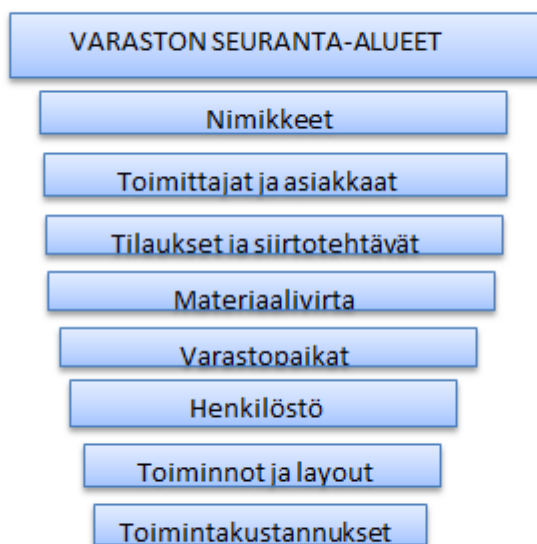 VARASTON SEURANTA-ALUEET
Nimikkeet
Toimittajat ja asiakkaat
Tilaukset ja siirtotehtävät
Materiaalivirta
Varastopaikat
Henkilöstö
Toiminnot ja layout
Toimintakustannukset